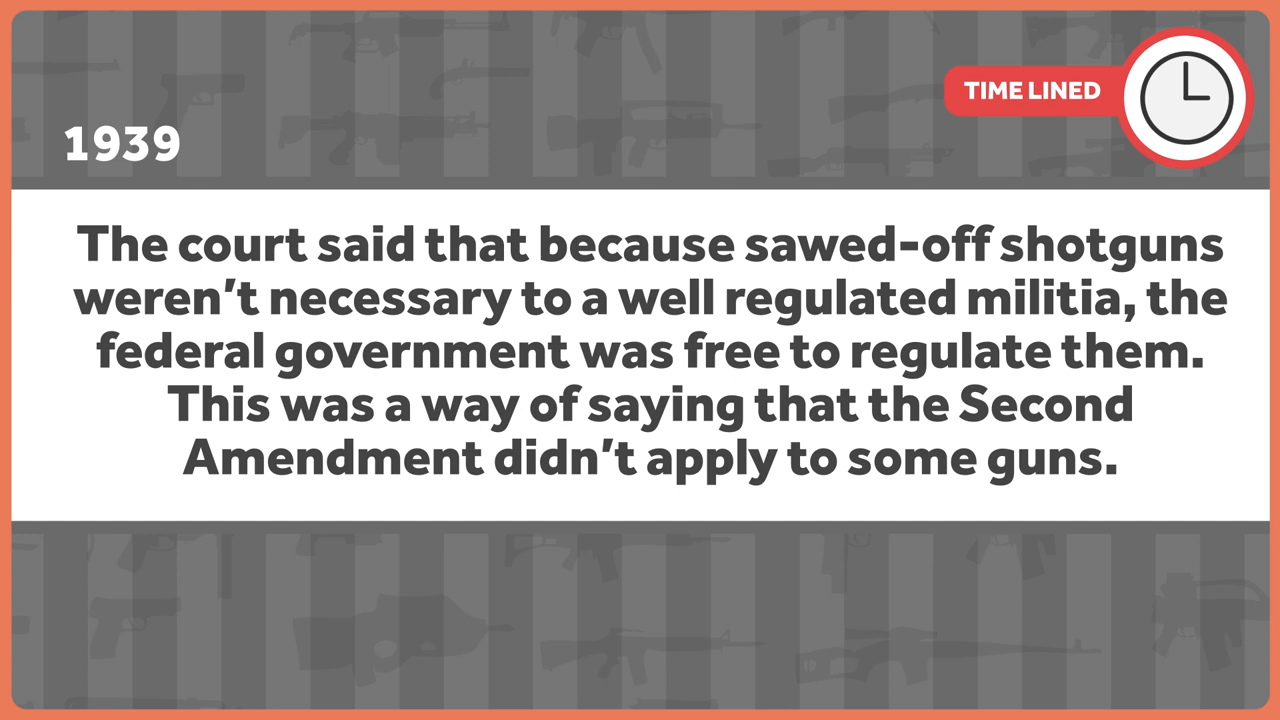 TIME LINED
1939
The court said that because sawed-off shotguns
weren't necessary to a well regulated militia, the
federal government was free to regulate them.
This was a way of saying that the Second
Amendment didn't apply to some guns.